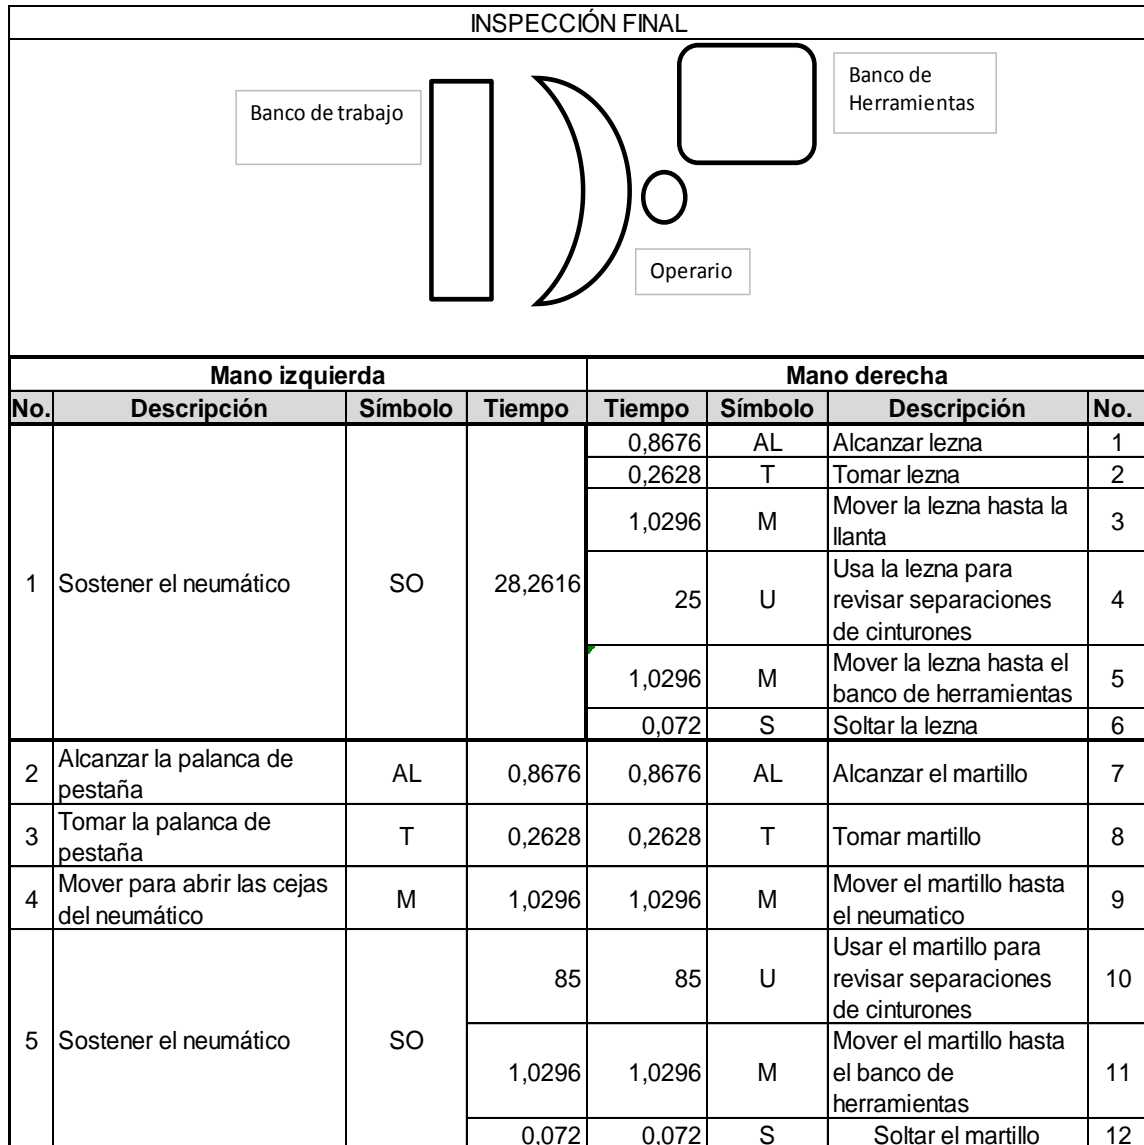 INSPECCIÓN FINAL
Banco de
Herramientas
Banco de trabajo
Operario
Mano izquierda Mano derecha
No. Descripción Símbolo Tiempo Tiempo Símbolo Descripción No.
0,8676 AL Alcanzar lezna 1
0,2628 T Tomar lezna 2
1,0296 M Mover la lezna hasta la
llanta 3
1 Sostener el neumático SO 28,2616
25 U Usa la lezna para
revisar separaciones
de cinturones 4
1,0296 M Mover la lezna hasta el
banco de herramientas 5
0,072 S Soltar la lezna 6
2 Alcanzar la palanca de
pestaña AL 0,8676 0,8676 AL Alcanzar el martillo 7
3 Tomar la palanca de
pestaña T 0,2628 0,2628 T Tomar martillo 8
4 Mover para abrir las cejas
del neumático M 1,0296 1,0296 M Mover el martillo hasta
el neumatico 9
5 Sostener el neumático SO
85 85 U Usar el martillo para
revisar separaciones
de cinturones 10
1,0296 1,0296 M Mover el martillo hasta
el banco de
herramientas 11
0,072 0,072 S Soltar el martillo 12